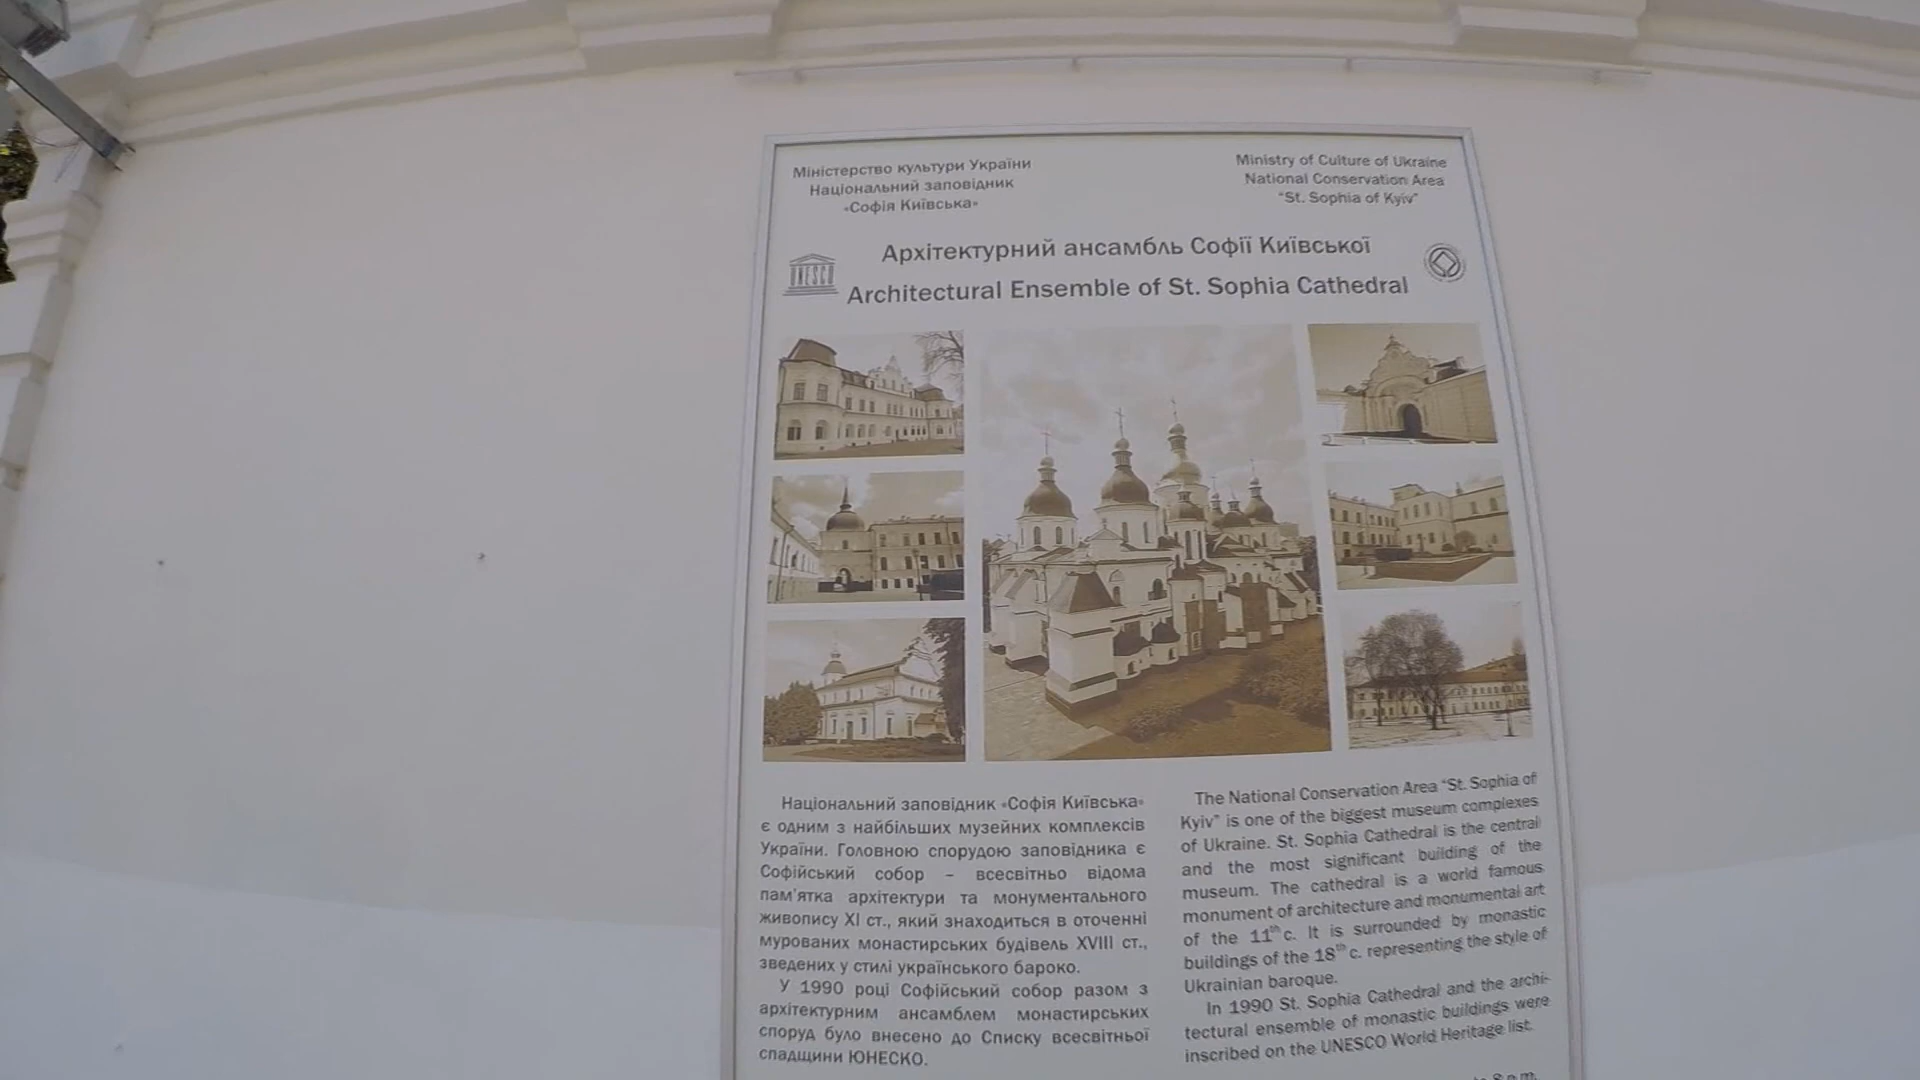 Міністерство культури України
Національний заповідник
«Софія Київська»
Ministry of Culture of Ukraine
National Conservation Area
"St. Sophia of Kyiv"
Архітектурний ансамбль Софії Київської
UNESCO
Architectural Ensemble of St. Sophia Cathedral
Національний заповідник «Софія Київська»
є одним з найбільших музейних комплексів
України. Головною спорудою заповідника є
Софійський собор – всесвітньо відома
пам'ятка архітектури та монументального
живопису XI ст., який знаходиться в оточенні
мурованих монастирських будівель XVIII ст.,
зведених у стилі українського бароко.
У 1990 році Софійський собор разом з
архітектурним ансамблем монастирських
споруд було внесено до Списку всесвітньої
спадщини ЮНЕСКО.
The National Conservation Area "St. Sophia of
Kyiv" is one of the biggest museum complexes
of Ukraine. St. Sophia Cathedral is the central
and the most significant building of the
museum. The cathedral is a world famous
monument of architecture and monumental art
of the 11th c. It is surrounded by monastic
buildings of the 18th c. representing the style of
Ukrainian baroque.
In 1990 St. Sophia Cathedral and the archi-
tectural ensemble of monastic buildings were
inscribed on the UNESCO World Heritage list.
8 p.m.